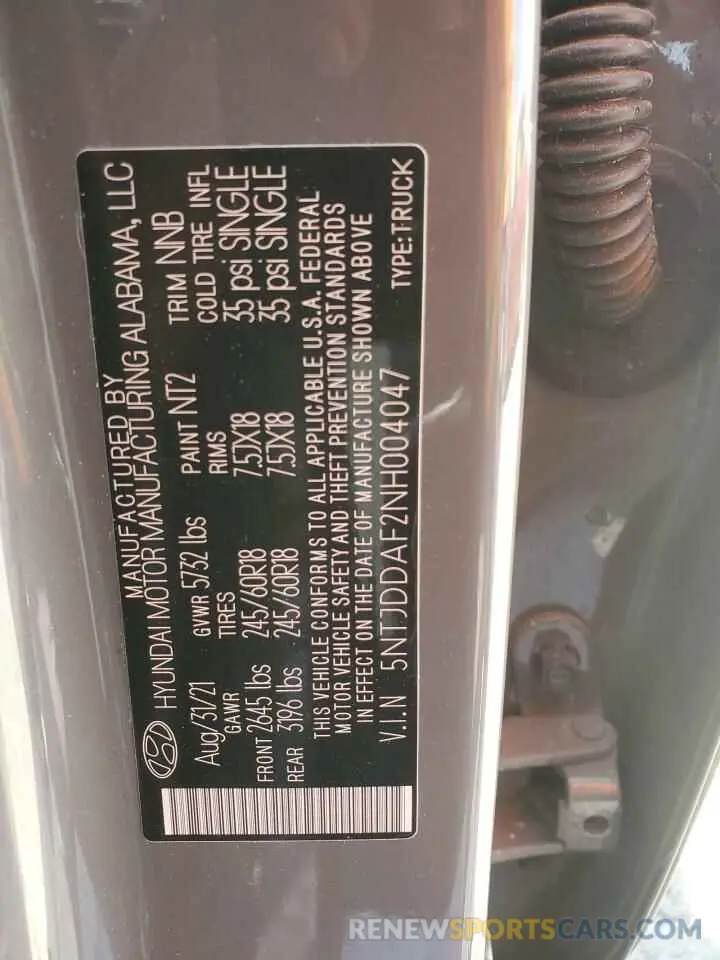 MANUFACTURED BY
HYUNDAI MOTOR MANUFACTURING ALABAMA, LLC
Aug/31/21 GVWR 5732 lbs PAINT NT2 TRIM NNB
GAWR TIRES RIMS COLD TIRE INFL
FRONT 2645 lbs 245/60R18 7.5JX18 35 psi SINGLE
REAR 3196 lbs 245/60R18 7.5JX18 35 psi SINGLE
THIS VEHICLE CONFORMS TO ALL APPLICABLE U.S.A. FEDERAL
MOTOR VEHICLE SAFETY AND THEFT PREVENTION STANDARDS
IN EFFECT ON THE DATE OF MANUFACTURE SHOWN ABOVE
V.I.N 5NTJDDAF2NH004047 TYPE:TRUCK
RENEWSPORTSCARS.COM